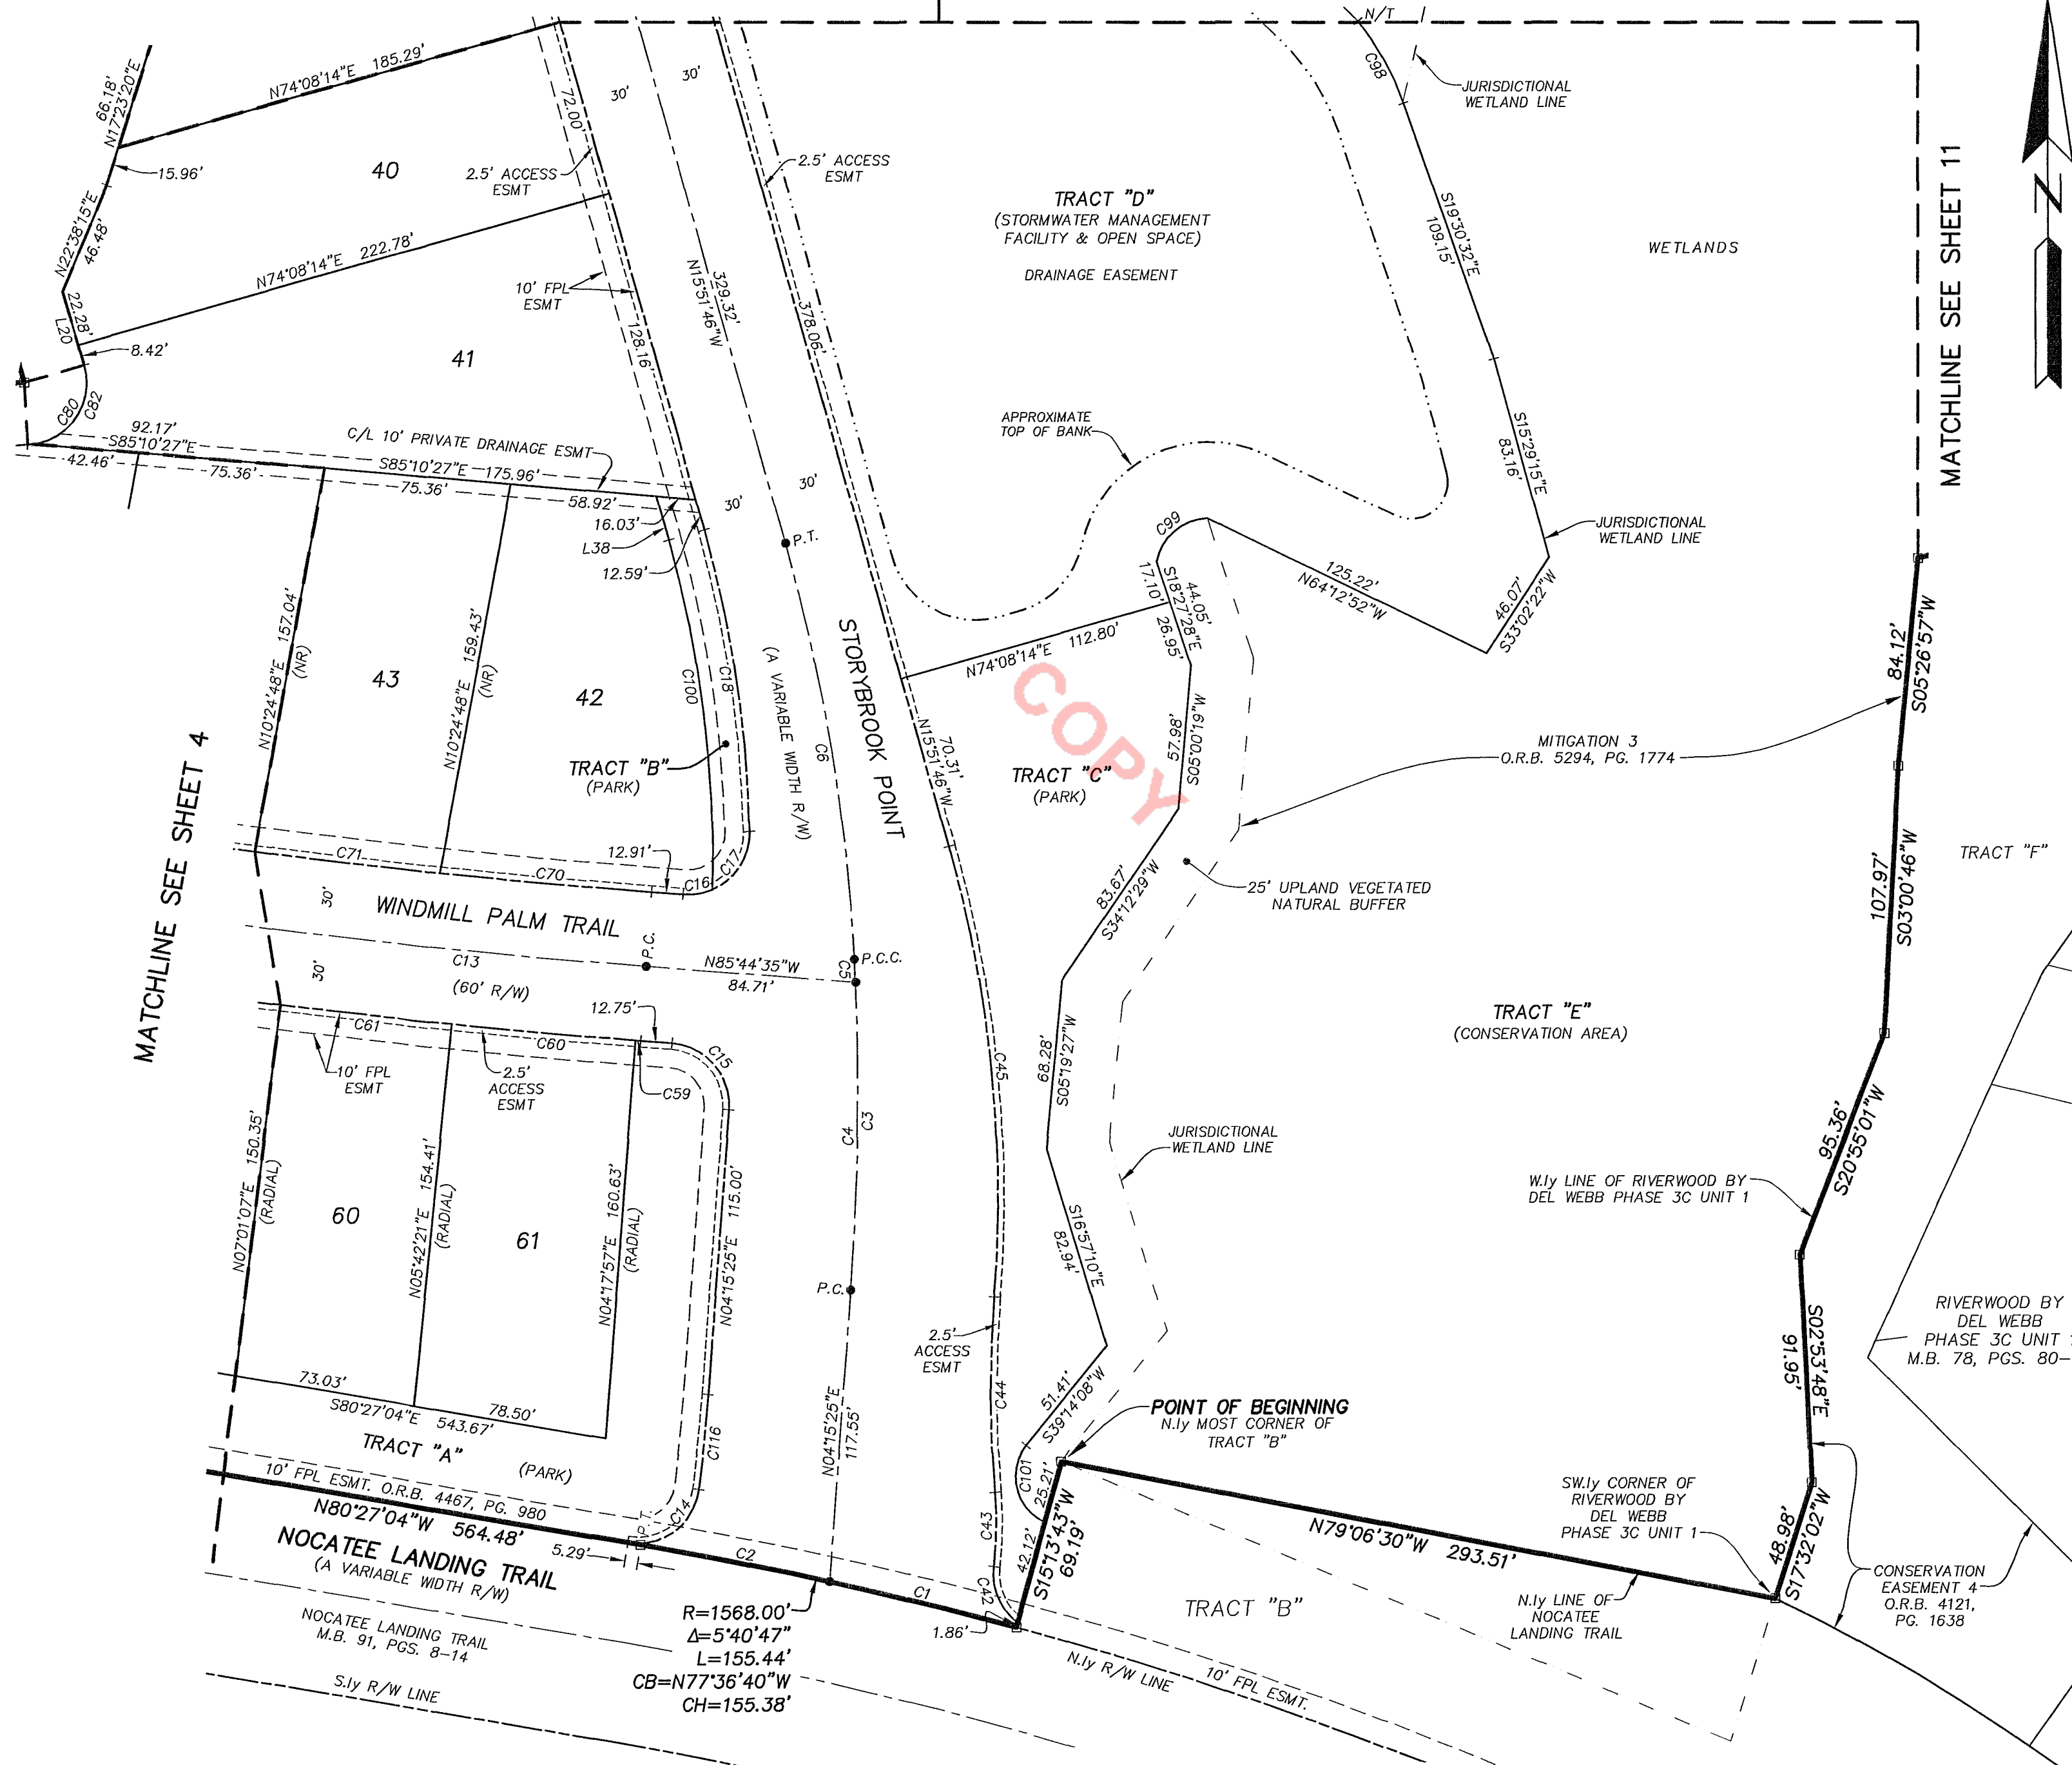 N/T
C98
JURISDICTIONAL
WETLAND LINE
66.18'
N17°23'20"E
N74°08'14"E 185.29'
72.00'
30'
30'
15.96'
40
2.5' ACCESS
ESMT
2.5' ACCESS
ESMT
TRACT "D"
(STORMWATER MANAGEMENT
FACILITY & OPEN SPACE)
DRAINAGE EASEMENT
S19°30'32"E
109.15'
WETLANDS
MATCHLINE SEE SHEET 11
N
N22°38'15"E
46.48'
N74°08'14"E 222.78'
10' FPL
ESMT
329.32'
N15°51'46"W
378.06'
22.28'
L20
8.42'
41
128.16'
C80
C82
92.17'
S85°10'27"E
C/L 10' PRIVATE DRAINAGE ESMT
42.46'
75.36'
S85°10'27"E 175.96'
75.36'
58.92'
16.03'
L38
12.59'
30'
30'
P.T.
APPROXIMATE
TOP OF BANK
S15°29'15"E
83.16'
JURISDICTIONAL
WETLAND LINE
C99
125.22'
N64°12'52"W
46.07'
S33°02'22"W
17.10'
S18°27'28"E
44.05'
26.95'
N74°08'14"E 112.80'
84.12'
S05°26'57"W
N10°24'48"E 157.04'
(NR)
N10°24'48"E 159.43'
(NR)
43
42
C100
C18
TRACT "B"
(PARK)
(A VARIABLE WIDTH R/W)
C6
STORYBROOK POINT
N15°51'46"W
70.31'
COPY
TRACT "C"
(PARK)
57.98'
S05°00'19"W
MITIGATION 3
O.R.B. 5294, PG. 1774
MATCHLINE SEE SHEET 4
C71
C70
12.91'
C16
C17
83.67'
S34°12'29"W
25' UPLAND VEGETATED
NATURAL BUFFER
107.97'
S03°00'46"W
TRACT "F"
30'
WINDMILL PALM TRAIL
P.C.
N85°44'35"W
84.71'
P.C.C.
C5
C13
(60' R/W)
30'
12.75'
C61
C60
C15
C59
10' FPL
ESMT
2.5'
ACCESS
ESMT
68.28'
S05°19'27"W
C45
TRACT "E"
(CONSERVATION AREA)
C4
C3
JURISDICTIONAL
WETLAND LINE
95.36'
S20°55'01"W
W.ly LINE OF RIVERWOOD BY
DEL WEBB PHASE 3C UNIT 1
N07°01'07"E 150.35'
(RADIAL)
60
N05°42'21"E 154.41'
(RADIAL)
61
N04°17'57"E 160.63'
(RADIAL)
N04°15'25"E 115.00'
S16°57'10"E
82.94'
P.C.
2.5'
ACCESS
ESMT
S02°53'48"E
91.95'
RIVERWOOD BY
DEL WEBB
PHASE 3C UNIT
M.B. 78, PGS. 80-
73.03'
S80°27'04"E 543.67'
78.50'
TRACT "A"
(PARK)
C116
N04°15'25"E
117.55'
C44
51.41'
S39°14'08"W
POINT OF BEGINNING
N.ly MOST CORNER OF
TRACT "B"
10' FPL ESMT. O.R.B. 4467, PG. 980
N80°27'04"W 564.48'
NOCATEE LANDING TRAIL
(A VARIABLE WIDTH R/W)
P.T.
C14
5.29'
C2
C1
C101
25.21'
C43
42.12'
S15°13'43"W
69.19'
C42
1.86'
N79°06'30"W 293.51'
SW.ly CORNER OF
RIVERWOOD BY
DEL WEBB
PHASE 3C UNIT 1
48.98'
S17°32'02"W
CONSERVATION
EASEMENT 4
O.R.B. 4121,
PG. 1638
NOCATEE LANDING TRAIL
M.B. 91, PGS. 8-14
R=1568.00'
Δ=5°40'47"
L=155.44'
CB=N77°36'40"W
CH=155.38'
TRACT "B"
N.ly LINE OF
NOCATEE
LANDING TRAIL
S.ly R/W LINE
N.ly R/W LINE
10' FPL ESMT.